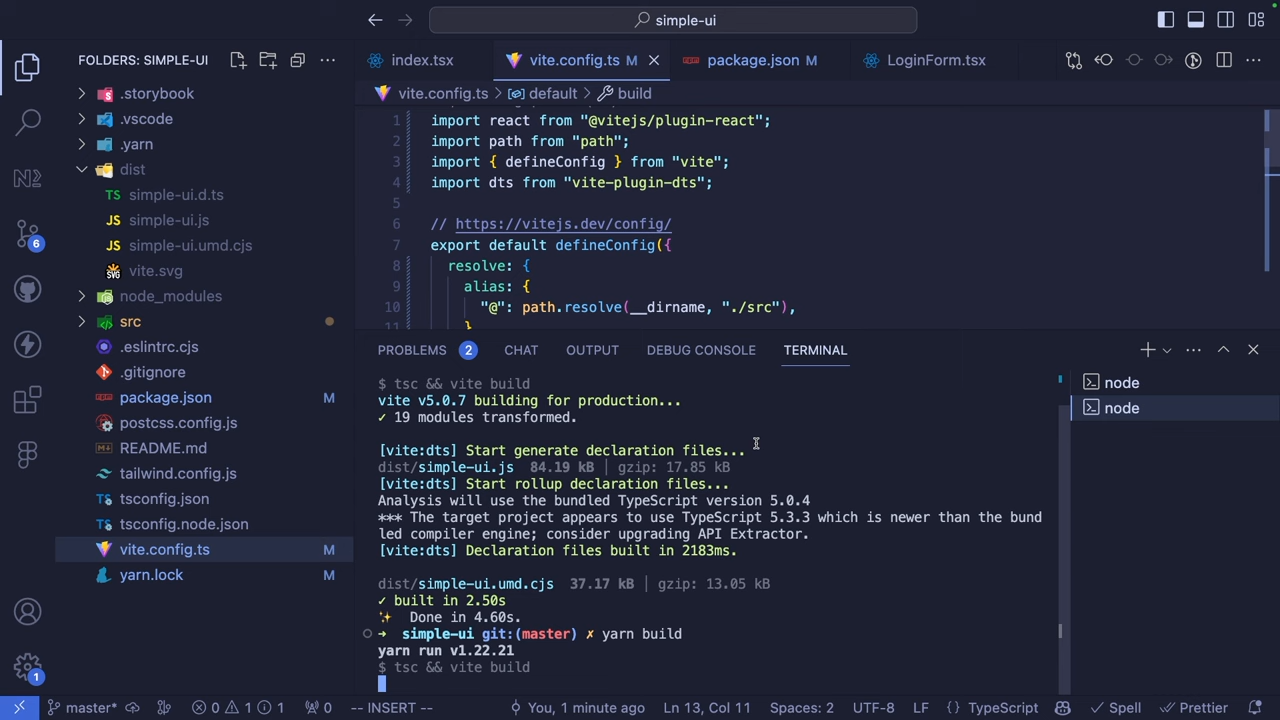 simple-ui
FOLDERS: SIMPLE-UI
.storybook
.vscode
.yarn
dist
TS simple-ui.d.ts
JS simple-ui.js
JS simple-ui.umd.cjs
SVG vite.svg
node_modules
src
.eslintrc.cjs
.gitignore
package.json M
postcss.config.js
README.md
tailwind.config.js
tsconfig.json
tsconfig.node.json
vite.config.ts M
yarn.lock M
6
1
index.tsx
vite.config.ts M
package.json M
LoginForm.tsx
vite.config.ts > default > build
1 import react from "@vitejs/plugin-react";
2 import path from "path";
3 import { defineConfig } from "vite";
4 import dts from "vite-plugin-dts";
5
6 // https://vitejs.dev/config/
7 export default defineConfig({
8 resolve: {
9 alias: {
10 "@": path.resolve(__dirname, "./src"),
11 }
PROBLEMS 2 CHAT OUTPUT DEBUG CONSOLE TERMINAL
$ tsc && vite build
vite v5.0.7 building for production...
✓ 19 modules transformed.
[vite:dts] Start generate declaration files...
dist/simple-ui.js 84.19 kB │ gzip: 17.85 kB
[vite:dts] Start rollup declaration files...
Analysis will use the bundled TypeScript version 5.0.4
*** The target project appears to use TypeScript 5.3.3 which is newer than the bund
led compiler engine; consider upgrading API Extractor.
[vite:dts] Declaration files built in 2183ms.
dist/simple-ui.umd.cjs 37.17 kB │ gzip: 13.05 kB
✓ built in 2.50s
✨ Done in 4.60s.
➜ simple-ui git:(master) ✗ yarn build
yarn run v1.22.21
$ tsc && vite build
node
node
master* 0 1 1 0 -- INSERT -- You, 1 minute ago Ln 13, Col 11 Spaces: 2 UTF-8 LF {} TypeScript Spell Prettier